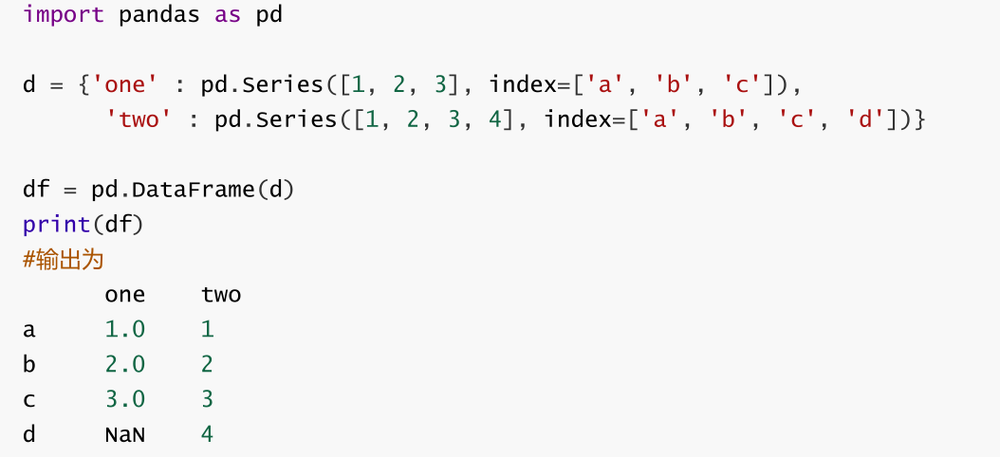 import pandas as pd
d = {'one' : pd.Series([1, 2, 3], index=['a', 'b', 'c']),
      'two' : pd.Series([1, 2, 3, 4], index=['a', 'b', 'c', 'd'])}
df = pd.DataFrame(d)
print(df)
#输出为
      one    two
a     1.0    1
b     2.0    2
c     3.0    3
d     NaN    4